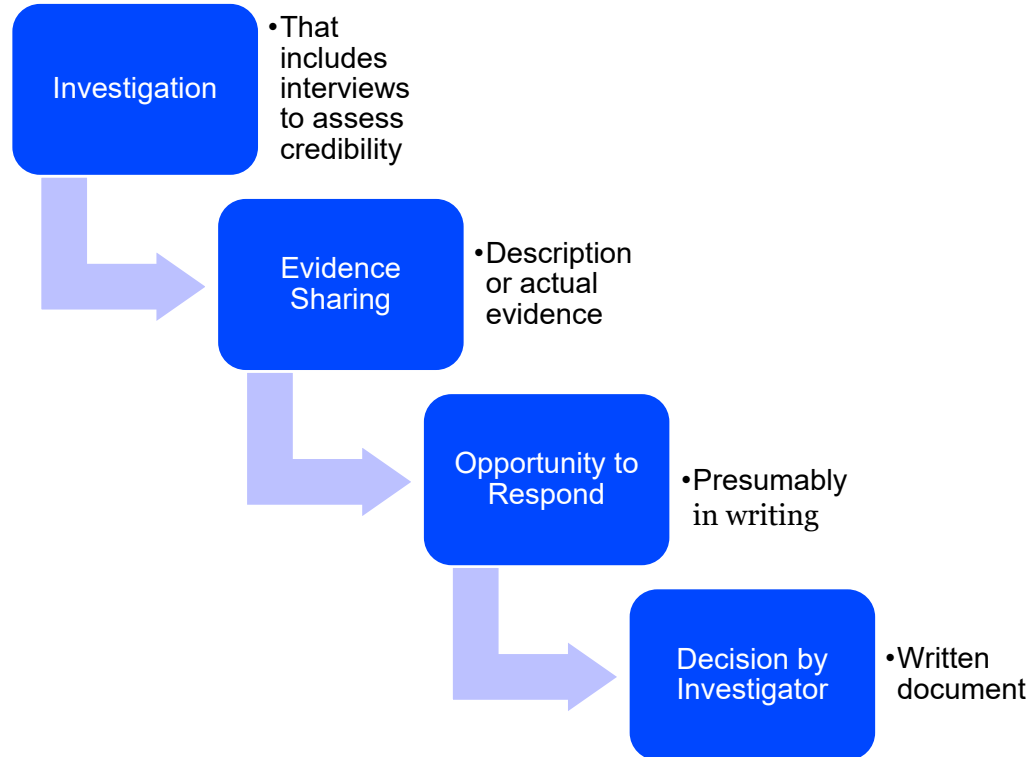 Investigation
•That
includes
interviews
to assess
credibility
Evidence
Sharing
•Description
or actual
evidence
Opportunity to
Respond
•Presumably
in writing
Decision by
Investigator
•Written
document